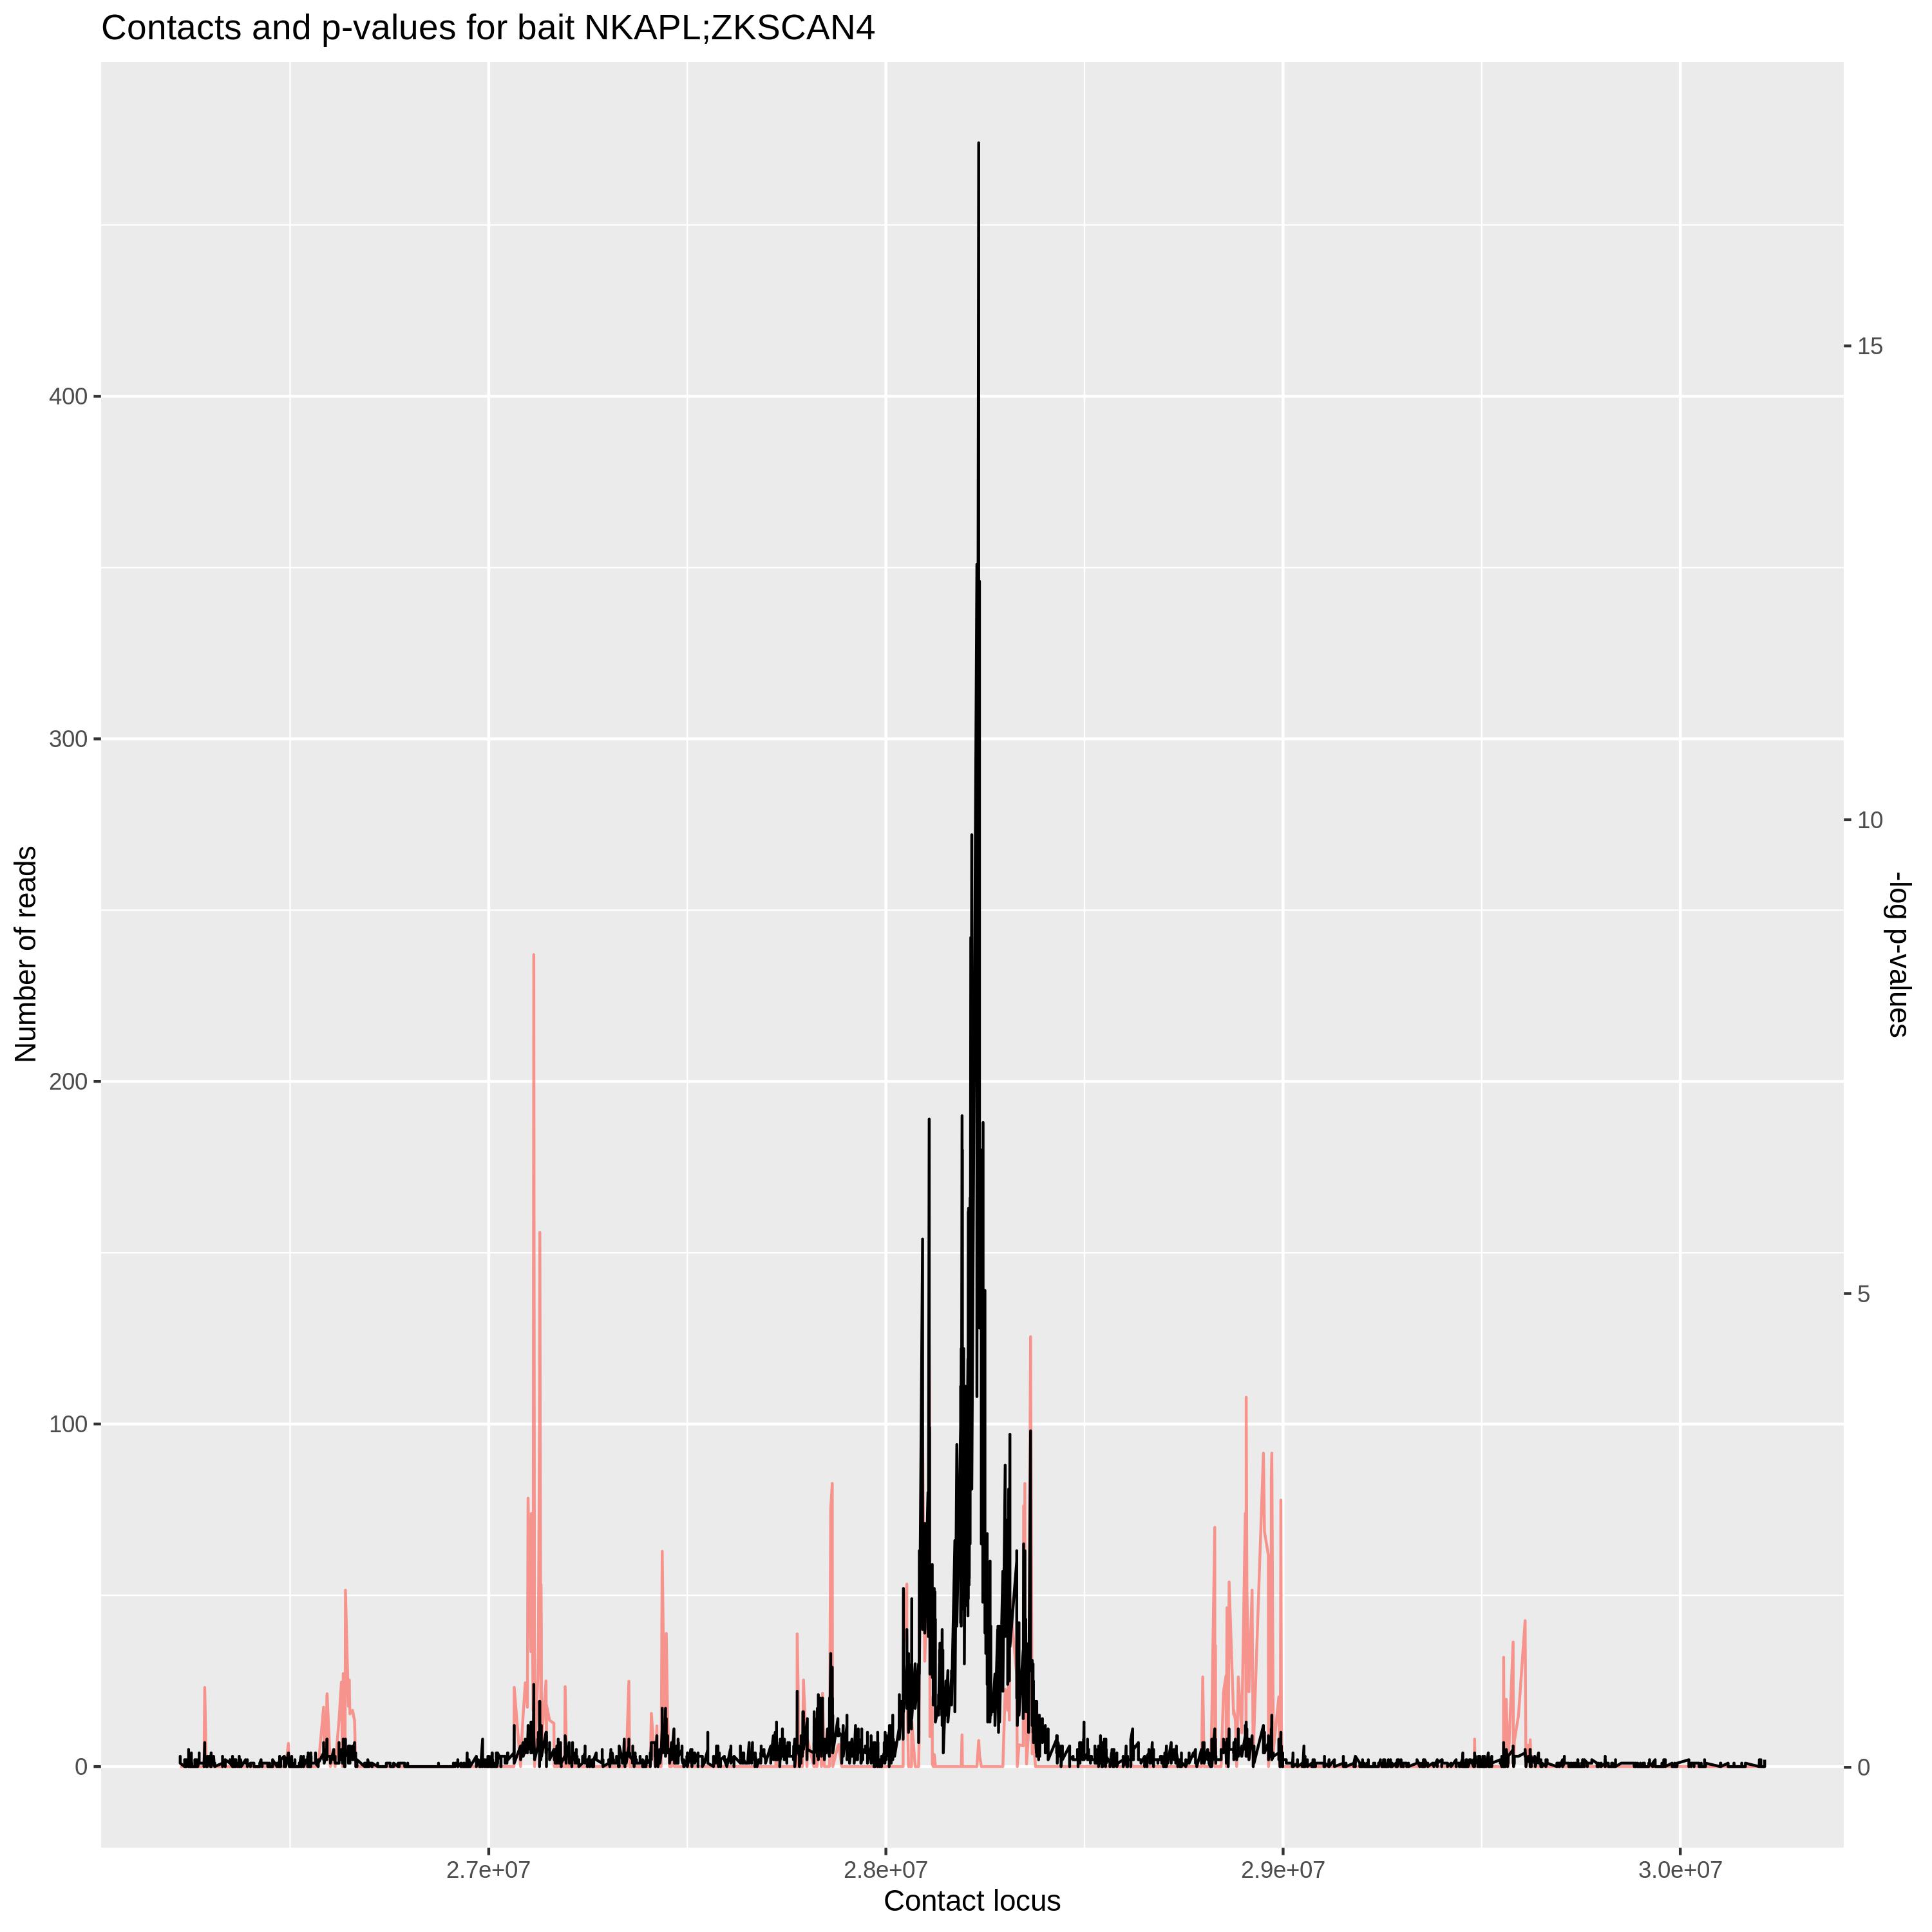 Contacts and p-values for bait NKAPL;ZKSCAN4
Number of reads
400
300
200
100
0
15
10
5
0
-log p-values
2.7e+07 2.8e+07 2.9e+07 3.0e+07
Contact locus